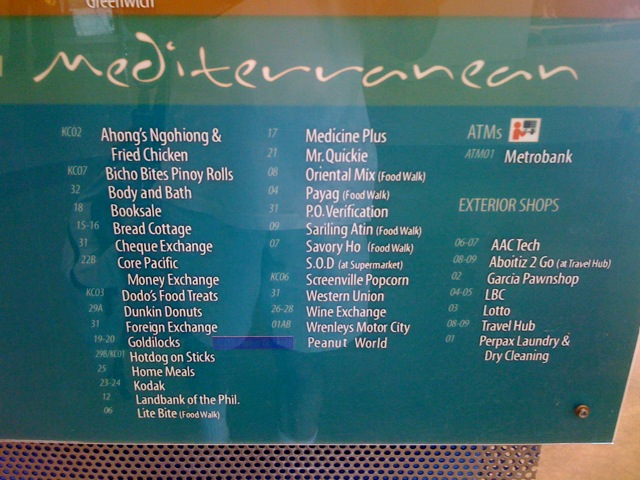 Greenwich
Mediterranean
KC02 Ahong's Ngohiong &
Fried Chicken
KC07 Bicho Bites Pinoy Rolls
32 Body and Bath
18 Booksale
15-16 Bread Cottage
31 Cheque Exchange
22B Core Pacific
Money Exchange
KC03 Dodo's Food Treats
29A Dunkin Donuts
31 Foreign Exchange
19-20 Goldilocks
29B/KC01 Hotdog on Sticks
25 Home Meals
23-24 Kodak
12 Landbank of the Phil.
06 Lite Bite (Food Walk)
17 Medicine Plus
21 Mr. Quickie
08 Oriental Mix (Food Walk)
04 Payag (Food Walk)
31 P.O. Verification
09 Sariling Atin (Food Walk)
07 Savory Ho (Food Walk)
S.O.D (at Supermarket)
KC06 Screenville Popcorn
31 Western Union
26-28 Wine Exchange
01AB Wrenleys Motor City
Peanut World
ATMs
ATM01 Metrobank
EXTERIOR SHOPS
06-07 AAC Tech
08-09 Aboitiz 2 Go (at Travel Hub)
02 Garcia Pawnshop
04-05 LBC
03 Lotto
08-09 Travel Hub
01 Perpax Laundry &
Dry Cleaning